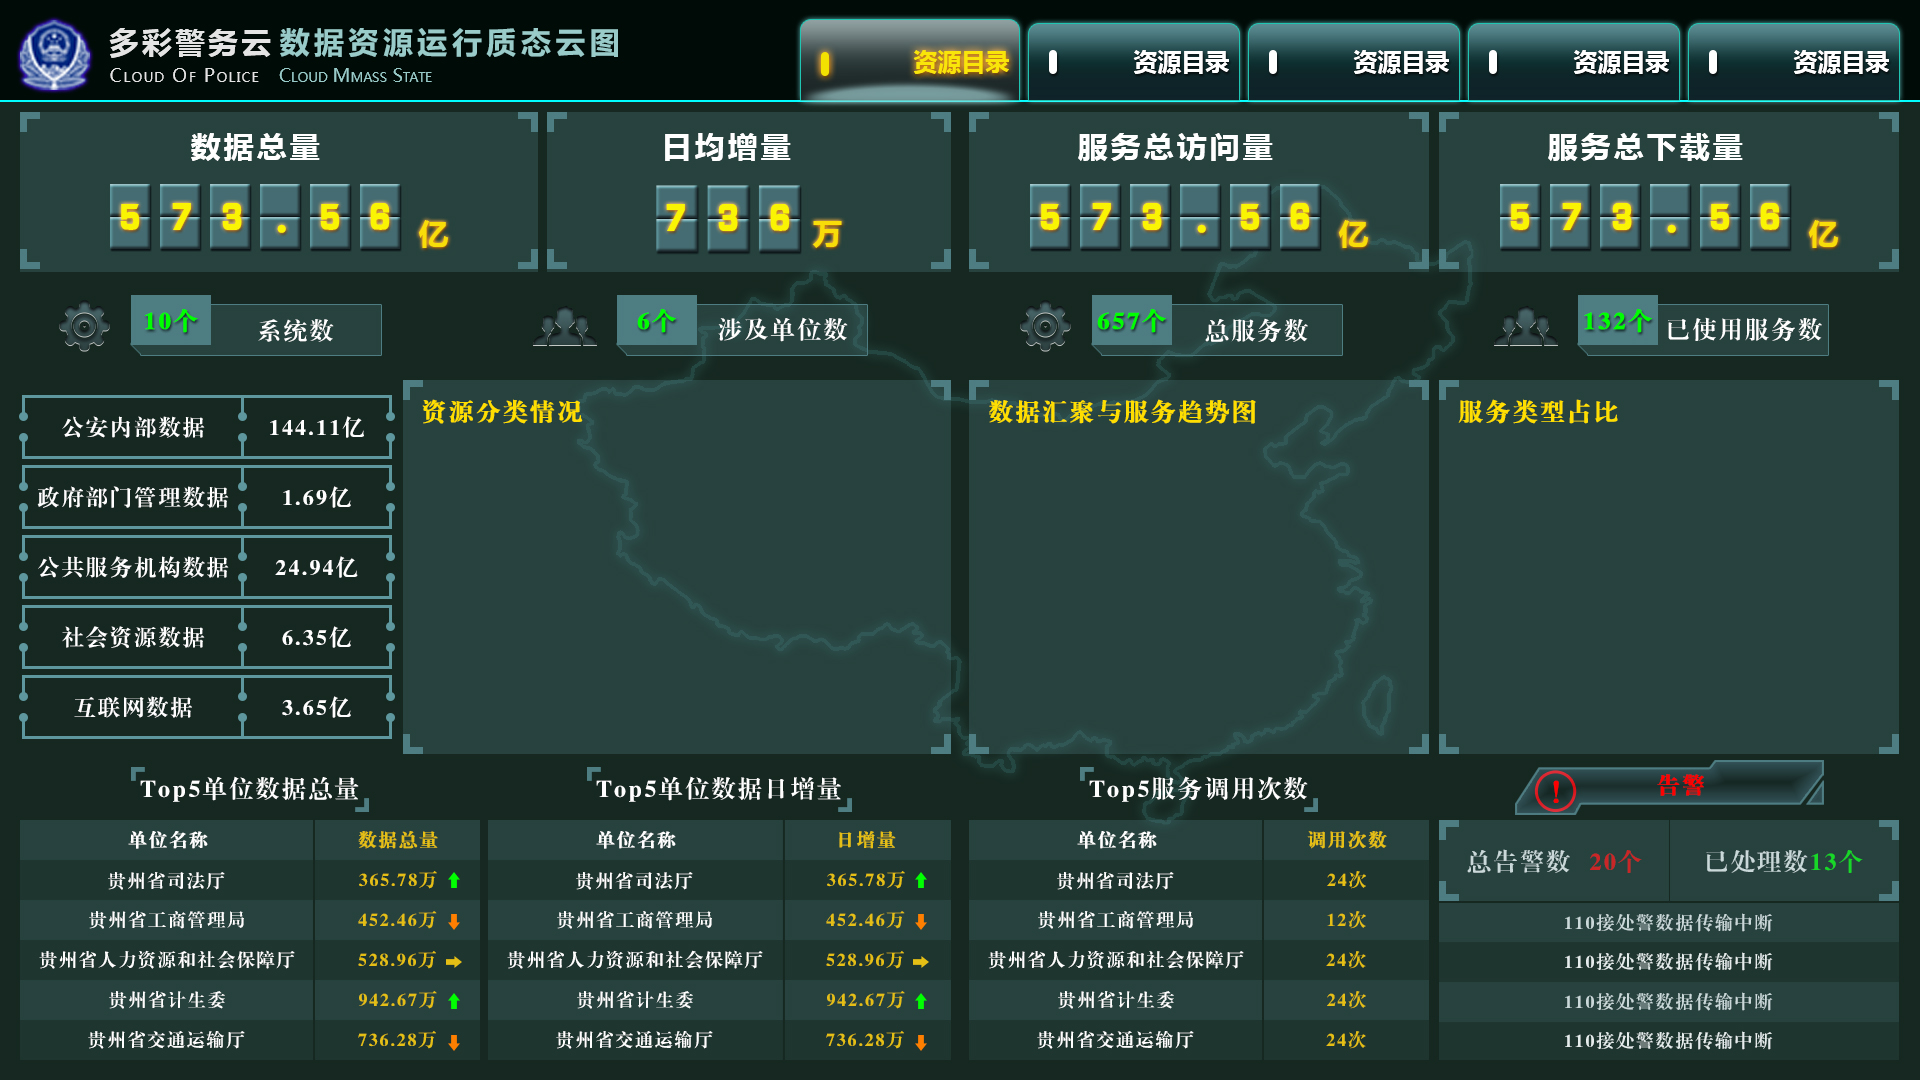 多彩警务云 数据资源运行质态云图
CLOUD OF POLICE CLOUD MMASS STATE
资源目录 资源目录 资源目录 资源目录 资源目录
数据总量
573.56 亿
日均增量
736 万
服务总访问量
573.56 亿
服务总下载量
573.56 亿
10个 系统数
6个 涉及单位数
657个 总服务数
132个 已使用服务数
公安内部数据 144.11亿
政府部门管理数据 1.69亿
公共服务机构数据 24.94亿
社会资源数据 6.35亿
互联网数据 3.65亿
资源分类情况
数据汇聚与服务趋势图
服务类型占比
Top5单位数据总量
单位名称 数据总量
贵州省司法厅 365.78万
贵州省工商管理局 452.46万
贵州省人力资源和社会保障厅 528.96万
贵州省计生委 942.67万
贵州省交通运输厅 736.28万
Top5单位数据日增量
单位名称 日增量
贵州省司法厅 365.78万
贵州省工商管理局 452.46万
贵州省人力资源和社会保障厅 528.96万
贵州省计生委 942.67万
贵州省交通运输厅 736.28万
Top5服务调用次数
单位名称 调用次数
贵州省司法厅 24次
贵州省工商管理局 12次
贵州省人力资源和社会保障厅 24次
贵州省计生委 24次
贵州省交通运输厅 24次
告警
总告警数 20个 已处理数13个
110接处警数据传输中断
110接处警数据传输中断
110接处警数据传输中断
110接处警数据传输中断